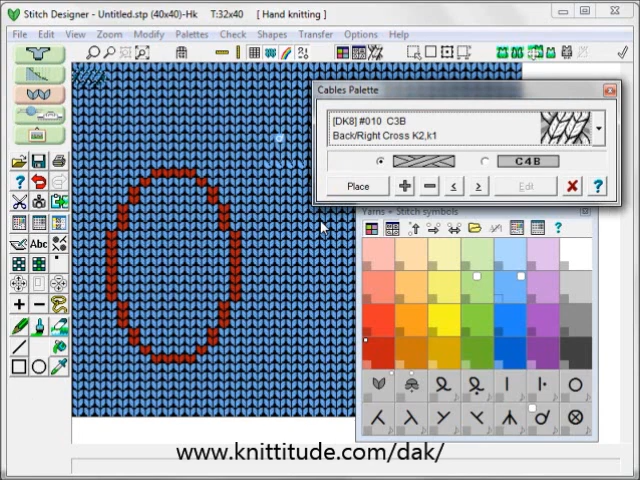 Stitch Designer - Untitled.stp (40x40)-Hk T:32x40 [ Hand knitting ]
File Edit View Zoom Modify Palettes Check Shapes Transfer Options Help
Cables Palette
[DK8] #010 C3B
Back/Right Cross K2,k1
C4B
Place
Edit
Yarns + Stitch symbols
Abc
www.knittitude.com/dak/